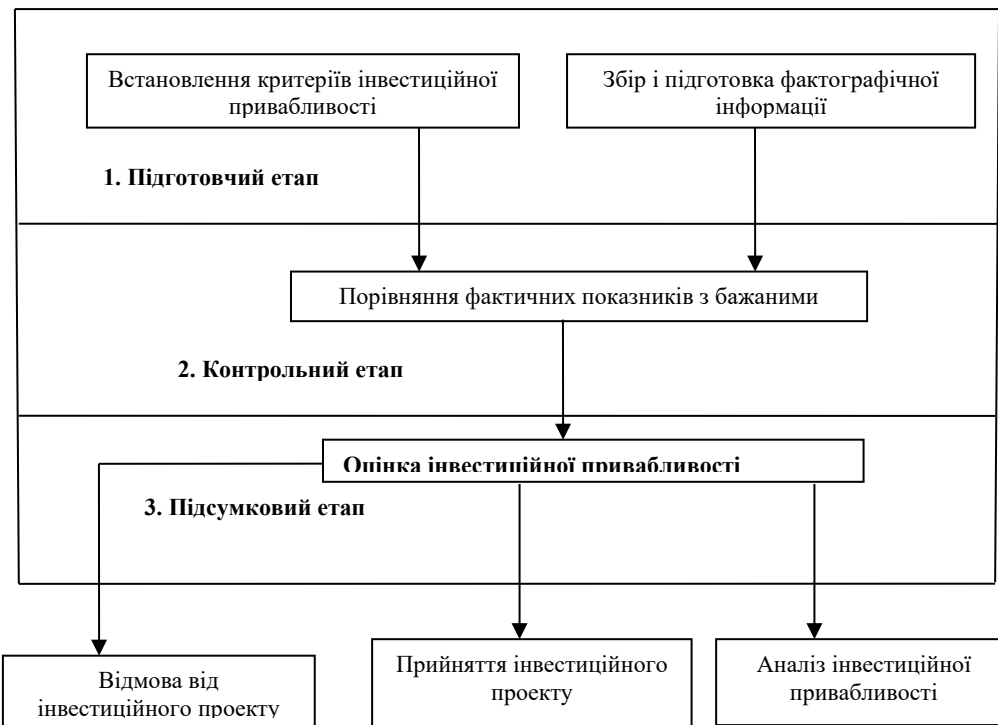 Встановлення критеріїв інвестиційної
привабливості
Збір і підготовка фактографічної
інформації
1. Підготовчий етап
Порівняння фактичних показників з бажаними
2. Контрольний етап
Оцінка інвестиційної привабливості
3. Підсумковий етап
Відмова від
інвестиційного проекту
Прийняття інвестиційного
проекту
Аналіз інвестиційної
привабливості